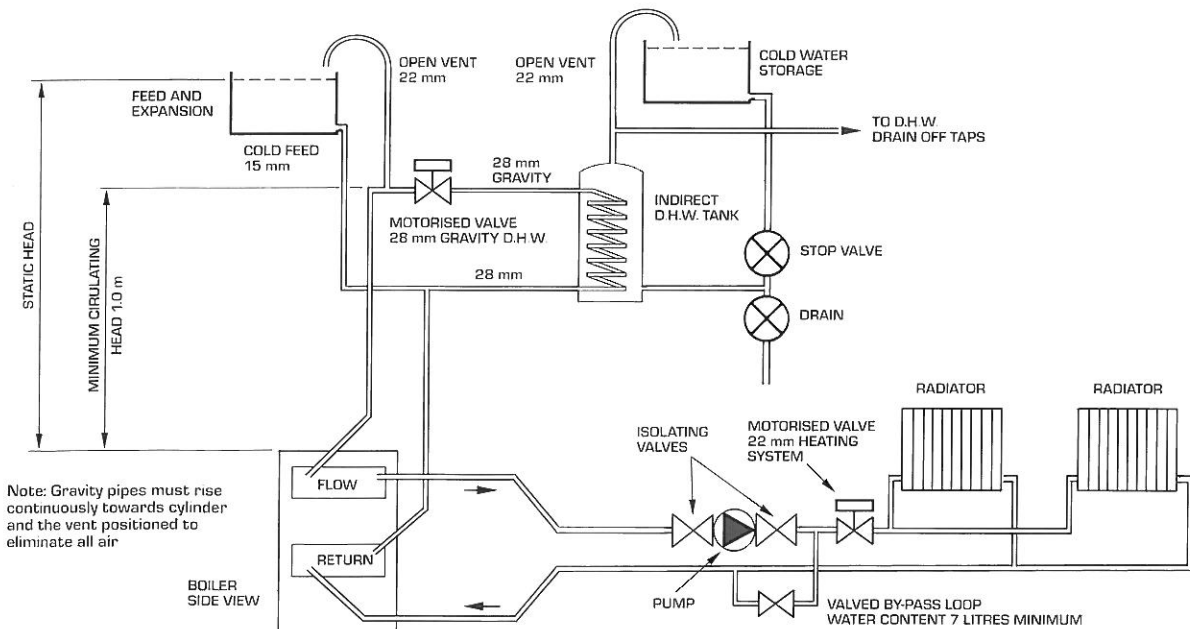 OPEN VENT
22 mm
OPEN VENT
22 mm
COLD WATER
STORAGE
FEED AND
EXPANSION
TO D.H.W.
DRAIN OFF TAPS
COLD FEED
15 mm
28 mm
GRAVITY
INDIRECT
D.H.W. TANK
MOTORISED VALVE
28 mm GRAVITY D.H.W.
STATIC HEAD
MINIMUM CIRULATING
HEAD 1.0 m
28 mm
STOP VALVE
DRAIN
RADIATOR
RADIATOR
ISOLATING
VALVES
MOTORISED VALVE
22 mm HEATING
SYSTEM
FLOW
Note: Gravity pipes must rise
continuously towards cylinder
and the vent positioned to
eliminate all air
RETURN
BOILER
SIDE VIEW
PUMP
VALVED BY-PASS LOOP
WATER CONTENT 7 LITRES MINIMUM